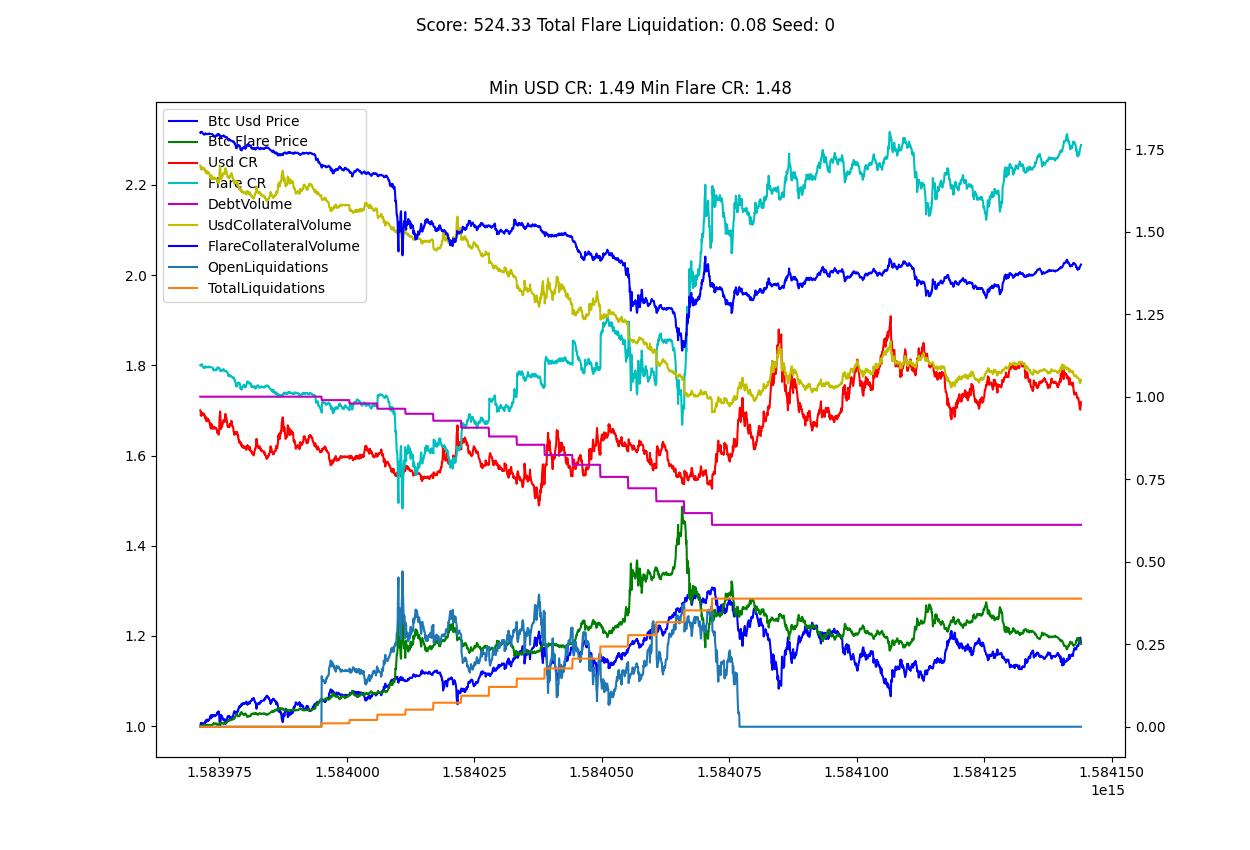 Score: 524.33 Total Flare Liquidation: 0.08 Seed: 0
Min USD CR: 1.49 Min Flare CR: 1.48
Btc Usd Price
Btc Flare Price
Usd CR
Flare CR
DebtVolume
UsdCollateralVolume
FlareCollateralVolume
OpenLiquidations
TotalLiquidations
2.2
2.0
1.8
1.6
1.4
1.2
1.0
1.75
1.50
1.25
1.00
0.75
0.50
0.25
0.00
1.583975 1.584000 1.584025 1.584050 1.584075 1.584100 1.584125 1.584150
1e15